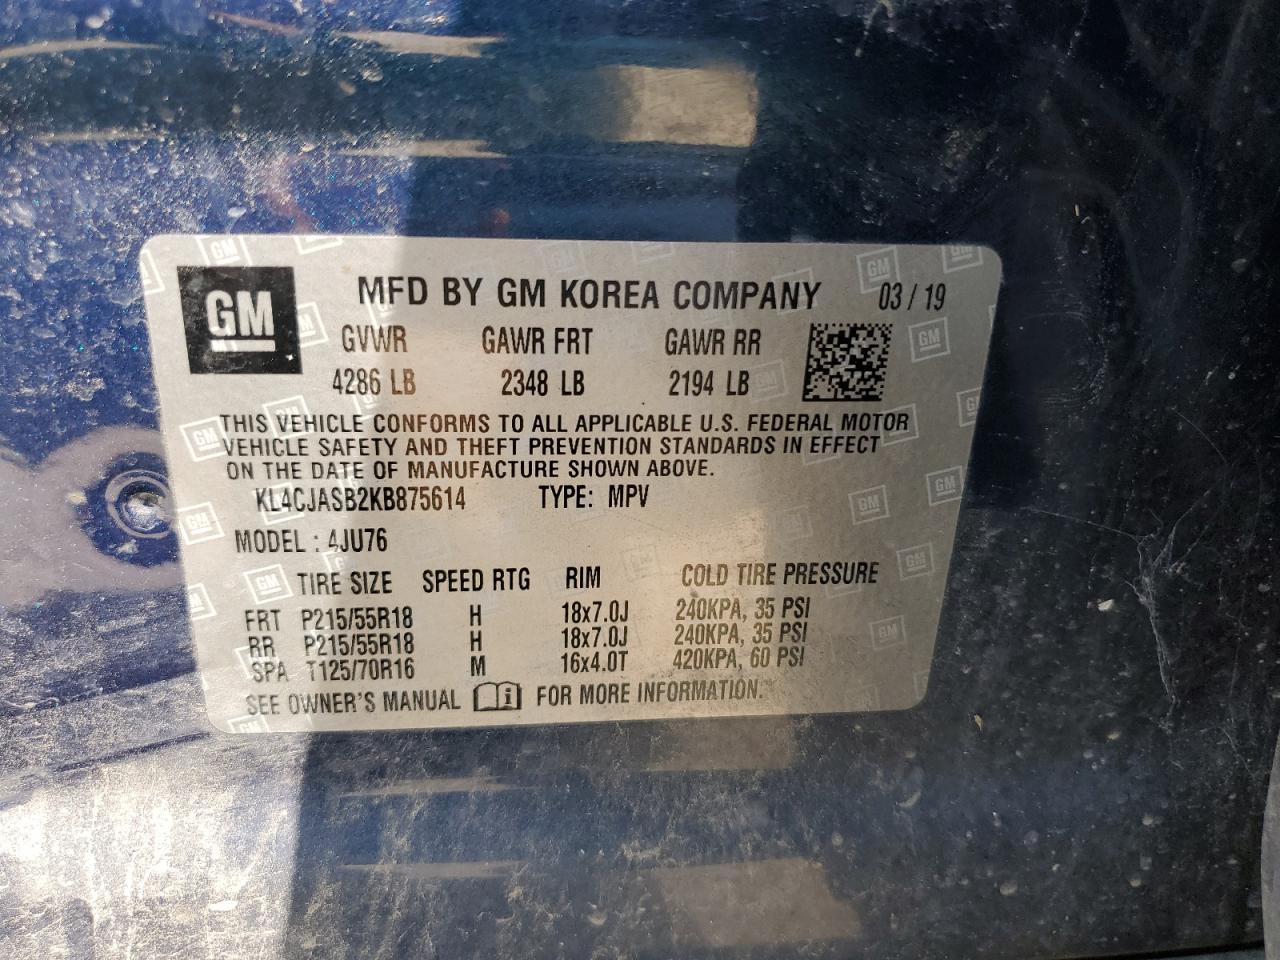 GM MFD BY GM KOREA COMPANY 03 / 19
GVWR GAWR FRT GAWR RR
4286 LB 2348 LB 2194 LB
THIS VEHICLE CONFORMS TO ALL APPLICABLE U.S. FEDERAL MOTOR
VEHICLE SAFETY AND THEFT PREVENTION STANDARDS IN EFFECT
ON THE DATE OF MANUFACTURE SHOWN ABOVE.
KL4CJASB2KB875614 TYPE: MPV
MODEL : 4JU76
TIRE SIZE SPEED RTG RIM COLD TIRE PRESSURE
FRT P215/55R18 H 18x7.0J 240KPA, 35 PSI
RR P215/55R18 H 18x7.0J 240KPA, 35 PSI
SPA T125/70R16 M 16x4.0T 420KPA, 60 PSI
SEE OWNER'S MANUAL i FOR MORE INFORMATION.